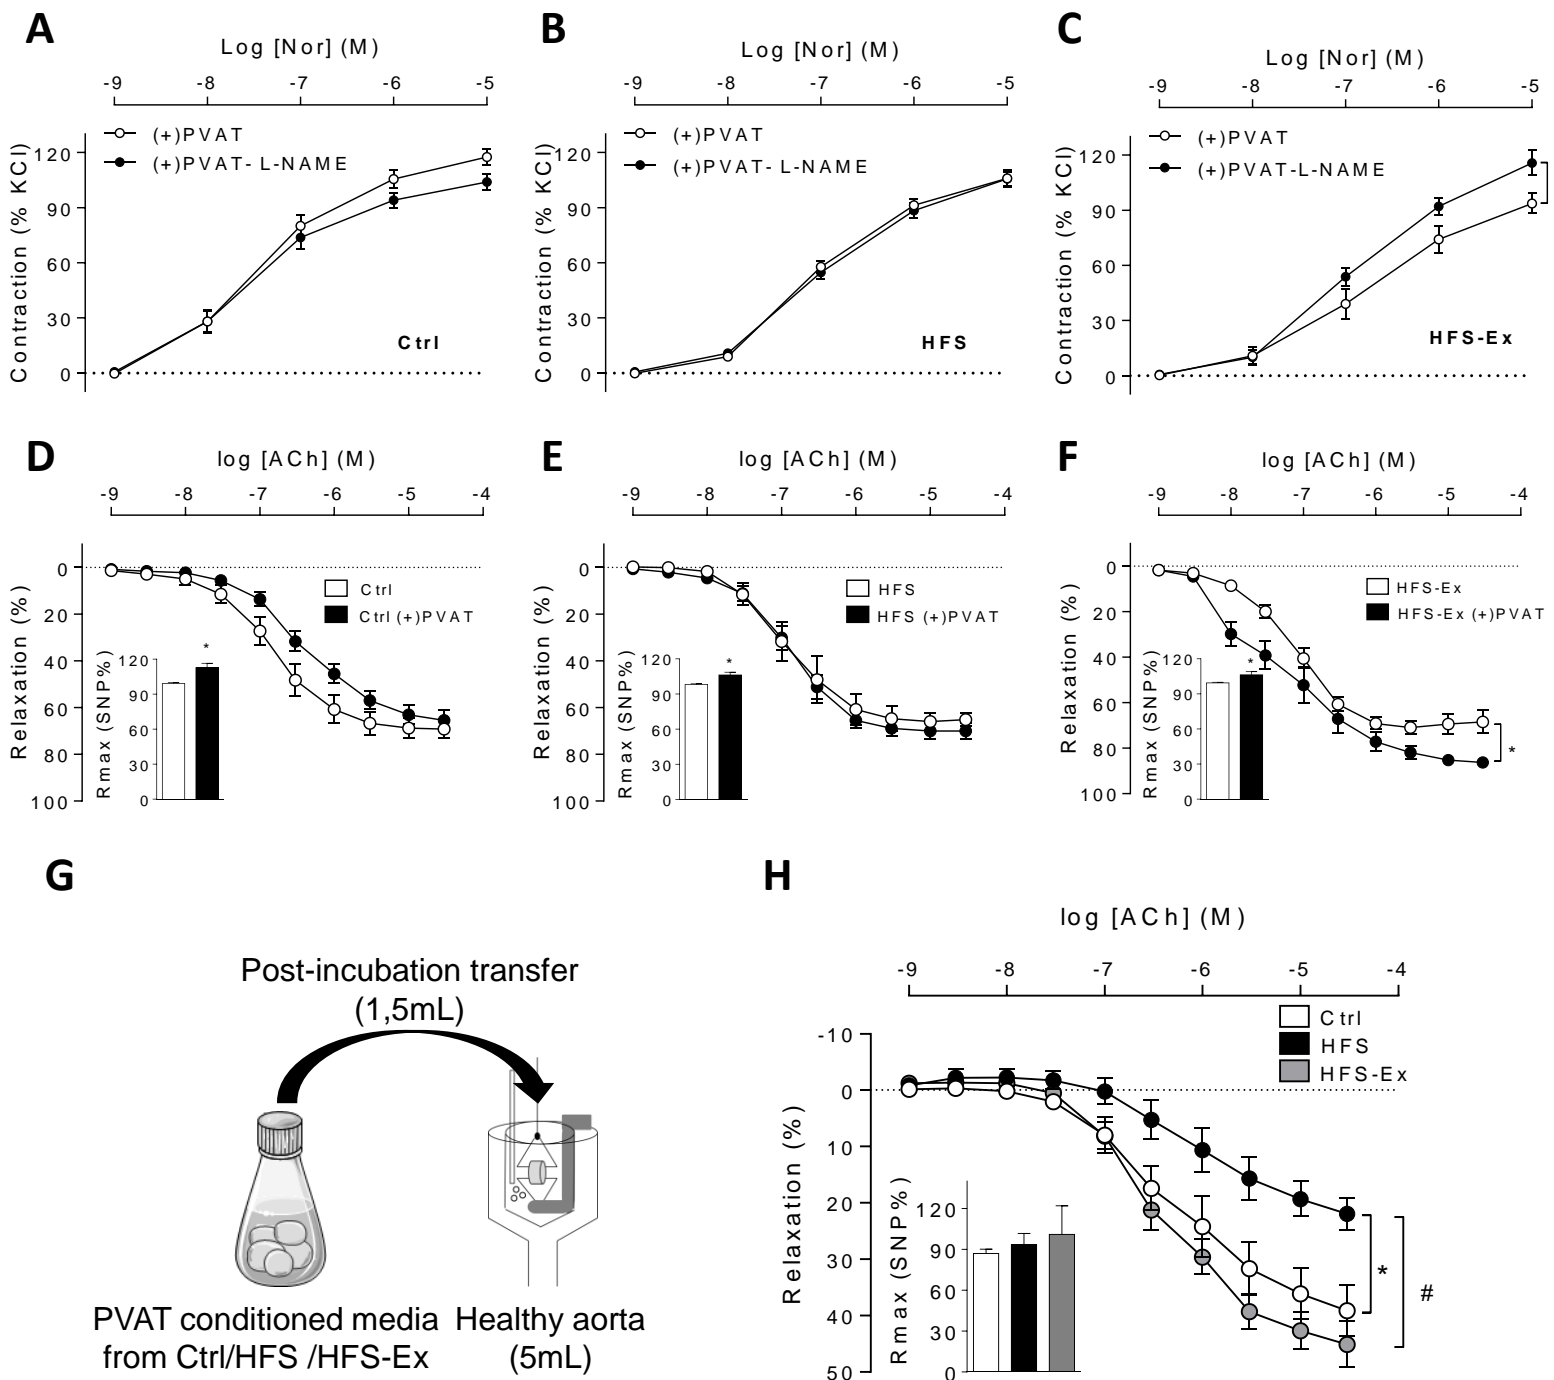 A
Log [Nor] (M)
-9 -8 -7 -6 -5
(+)PVAT
(+)PVAT- L-NAME
Contraction (% KCl)
120
90
60
30
0
Ctrl
B
Log [Nor] (M)
-9 -8 -7 -6 -5
(+)PVAT
(+)PVAT- L-NAME
Contraction (% KCl)
120
90
60
30
0
HFS
C
Log [Nor] (M)
-9 -8 -7 -6 -5
(+)PVAT
(+)PVAT-L-NAME
Contraction (% KCl)
120
90
60
30
0
HFS-Ex
D
log [ACh] (M)
-9 -8 -7 -6 -5 -4
Relaxation (%)
0
20
40
60
80
100
Ctrl
Ctrl (+)PVAT
Rmax (SNP%)
120
90
60
30
0
*
E
log [ACh] (M)
-9 -8 -7 -6 -5 -4
Relaxation (%)
0
20
40
60
80
100
HFS
HFS (+)PVAT
Rmax (SNP%)
120
90
60
30
0
*
F
log [ACh] (M)
-9 -8 -7 -6 -5 -4
Relaxation (%)
0
20
40
60
80
100
HFS-Ex
HFS-Ex (+)PVAT
Rmax (SNP%)
120
90
60
30
0
*
*
G
Post-incubation transfer
(1,5mL)
PVAT conditioned media
from Ctrl/HFS /HFS-Ex
Healthy aorta
(5mL)
H
log [ACh] (M)
-9 -8 -7 -6 -5 -4
Ctrl
HFS
HFS-Ex
Relaxation (%)
-10
0
10
20
30
40
50
Rmax (SNP%)
120
90
60
30
0
*
#